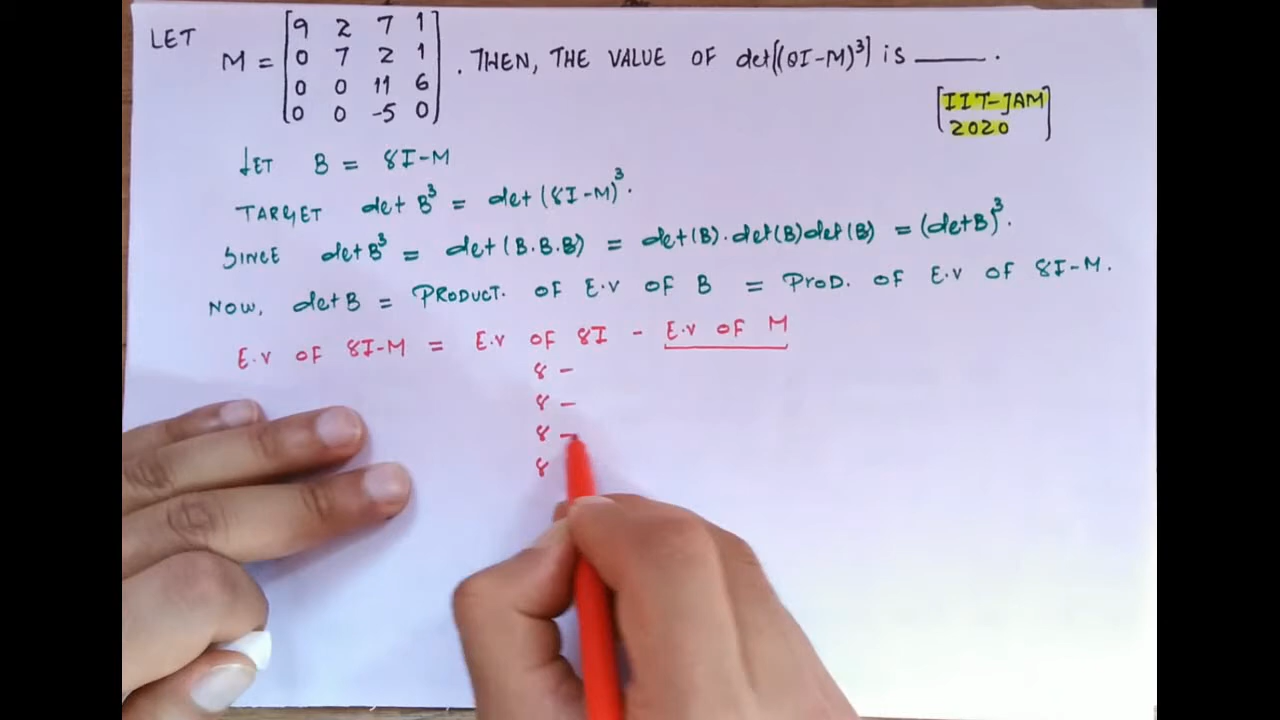 LET M = [9 2 7 1
0 7 2 1
0 0 11 6
0 0 -5 0] . THEN, THE VALUE OF det[(8I-M)³] is ____ .
[IIT-JAM
2020]
LET B = 8I-M
TARGET det B³ = det (8I-M)³.
SINCE det B³ = det (B.B.B) = det(B).det(B)det(B) = (det B)³.
NOW, det B = PRODUCT. OF E.V OF B = PROD. OF E.V OF 8I-M.
E.V OF 8I-M = E.V OF 8I - E.V OF M
8 -
8 -
8 -
8